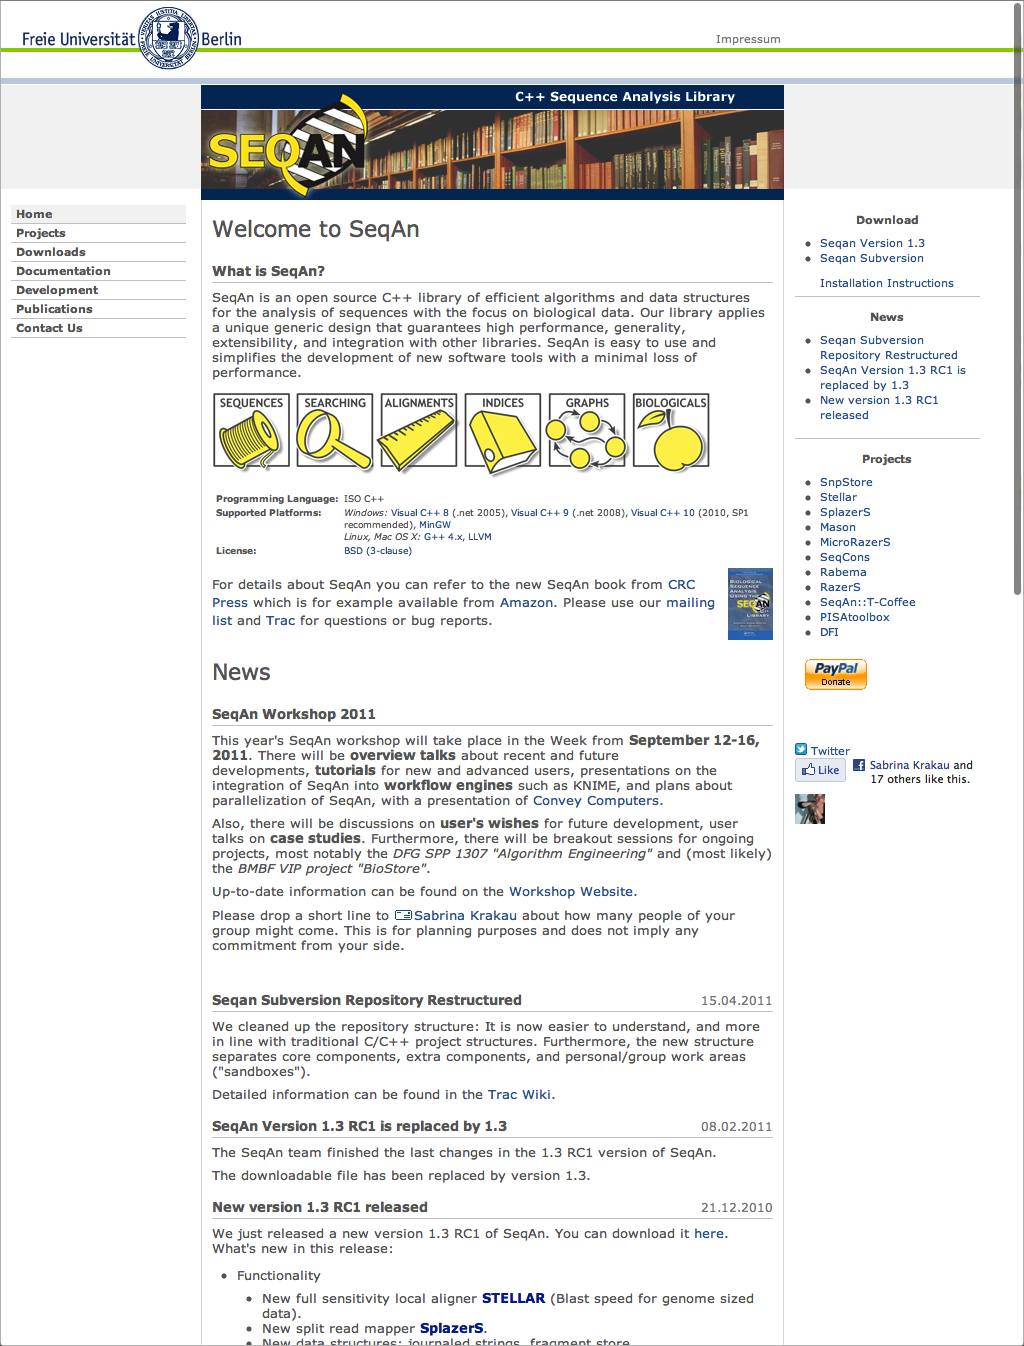 Freie Universität Berlin
Impressum
C++ Sequence Analysis Library
SEQAN
Home
Projects
Downloads
Documentation
Development
Publications
Contact Us
Welcome to SeqAn
What is SeqAn?
SeqAn is an open source C++ library of efficient algorithms and data structures
for the analysis of sequences with the focus on biological data. Our library applies
a unique generic design that guarantees high performance, generality,
extensibility, and integration with other libraries. SeqAn is easy to use and
simplifies the development of new software tools with a minimal loss of
performance.
SEQUENCES SEARCHING ALIGNMENTS INDICES GRAPHS BIOLOGICALS
Programming Language: ISO C++
Supported Platforms: Windows: Visual C++ 8 (.net 2005), Visual C++ 9 (.net 2008), Visual C++ 10 (2010, SP1
recommended), MinGW
Linux, Mac OS X: G++ 4.x, LLVM
License: BSD (3-clause)
For details about SeqAn you can refer to the new SeqAn book from CRC
Press which is for example available from Amazon. Please use our mailing
list and Trac for questions or bug reports.
BIOLOGICAL
SEQUENCE
ANALYSIS
USING THE
SEQAN
C++
LIBRARY
News
SeqAn Workshop 2011
This year's SeqAn workshop will take place in the Week from September 12-16,
2011. There will be overview talks about recent and future
developments, tutorials for new and advanced users, presentations on the
integration of SeqAn into workflow engines such as KNIME, and plans about
parallelization of SeqAn, with a presentation of Convey Computers.
Also, there will be discussions on user's wishes for future development, user
talks on case studies. Furthermore, there will be breakout sessions for ongoing
projects, most notably the DFG SPP 1307 "Algorithm Engineering" and (most likely)
the BMBF VIP project "BioStore".
Up-to-date information can be found on the Workshop Website.
Please drop a short line to Sabrina Krakau about how many people of your
group might come. This is for planning purposes and does not imply any
commitment from your side.
Seqan Subversion Repository Restructured 15.04.2011
We cleaned up the repository structure: It is now easier to understand, and more
in line with traditional C/C++ project structures. Furthermore, the new structure
separates core components, extra components, and personal/group work areas
("sandboxes").
Detailed information can be found in the Trac Wiki.
SeqAn Version 1.3 RC1 is replaced by 1.3 08.02.2011
The SeqAn team finished the last changes in the 1.3 RC1 version of SeqAn.
The downloadable file has been replaced by version 1.3.
New version 1.3 RC1 released 21.12.2010
We just released a new version 1.3 RC1 of SeqAn. You can download it here.
What's new in this release:
Functionality
New full sensitivity local aligner STELLAR (Blast speed for genome sized
data).
New split read mapper SplazerS.
New data structures: journaled strings, fragment store
Download
Seqan Version 1.3
Seqan Subversion
Installation Instructions
News
Seqan Subversion
Repository Restructured
SeqAn Version 1.3 RC1 is
replaced by 1.3
New version 1.3 RC1
released
Projects
SnpStore
Stellar
SplazerS
Mason
MicroRazerS
SeqCons
Rabema
RazerS
SeqAn::T-Coffee
PISAtoolbox
DFI
PayPal
Donate
Twitter
Like Sabrina Krakau and
17 others like this.